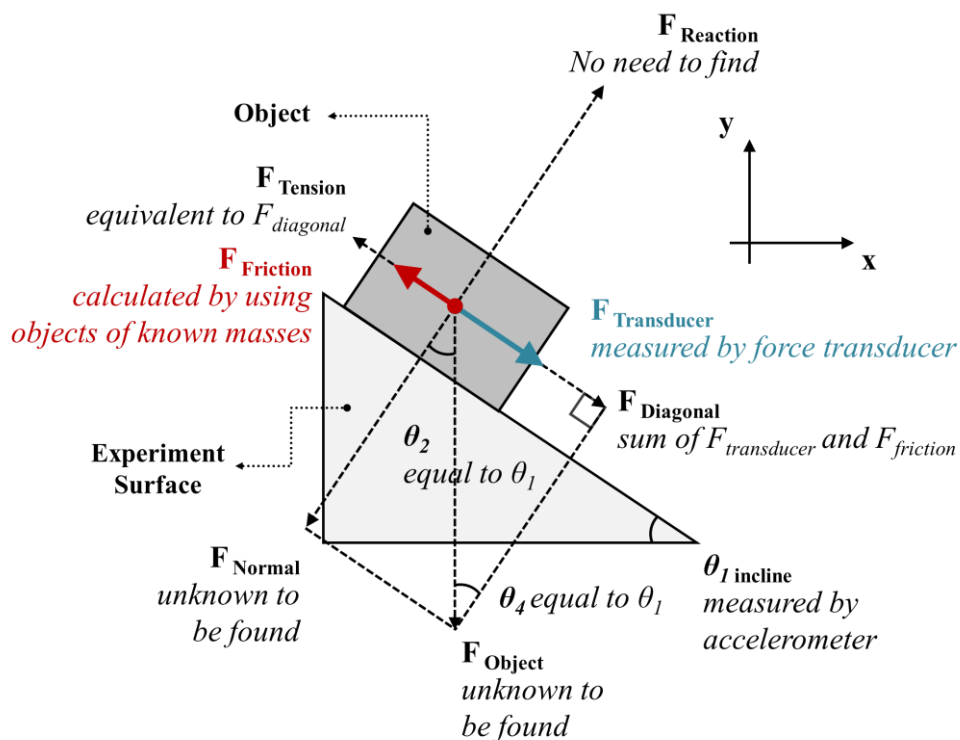 F Reaction
No need to find
Object
y
x
F Tension
equivalent to F diagonal
F Friction
calculated by using
objects of known masses
F Transducer
measured by force transducer
F Diagonal
sum of F transducer and F friction
θ2
equal to θ1
Experiment
Surface
F Normal
unknown to
be found
θ4 equal to θ1
θ1 incline
measured by
accelerometer
F Object
unknown to
be found